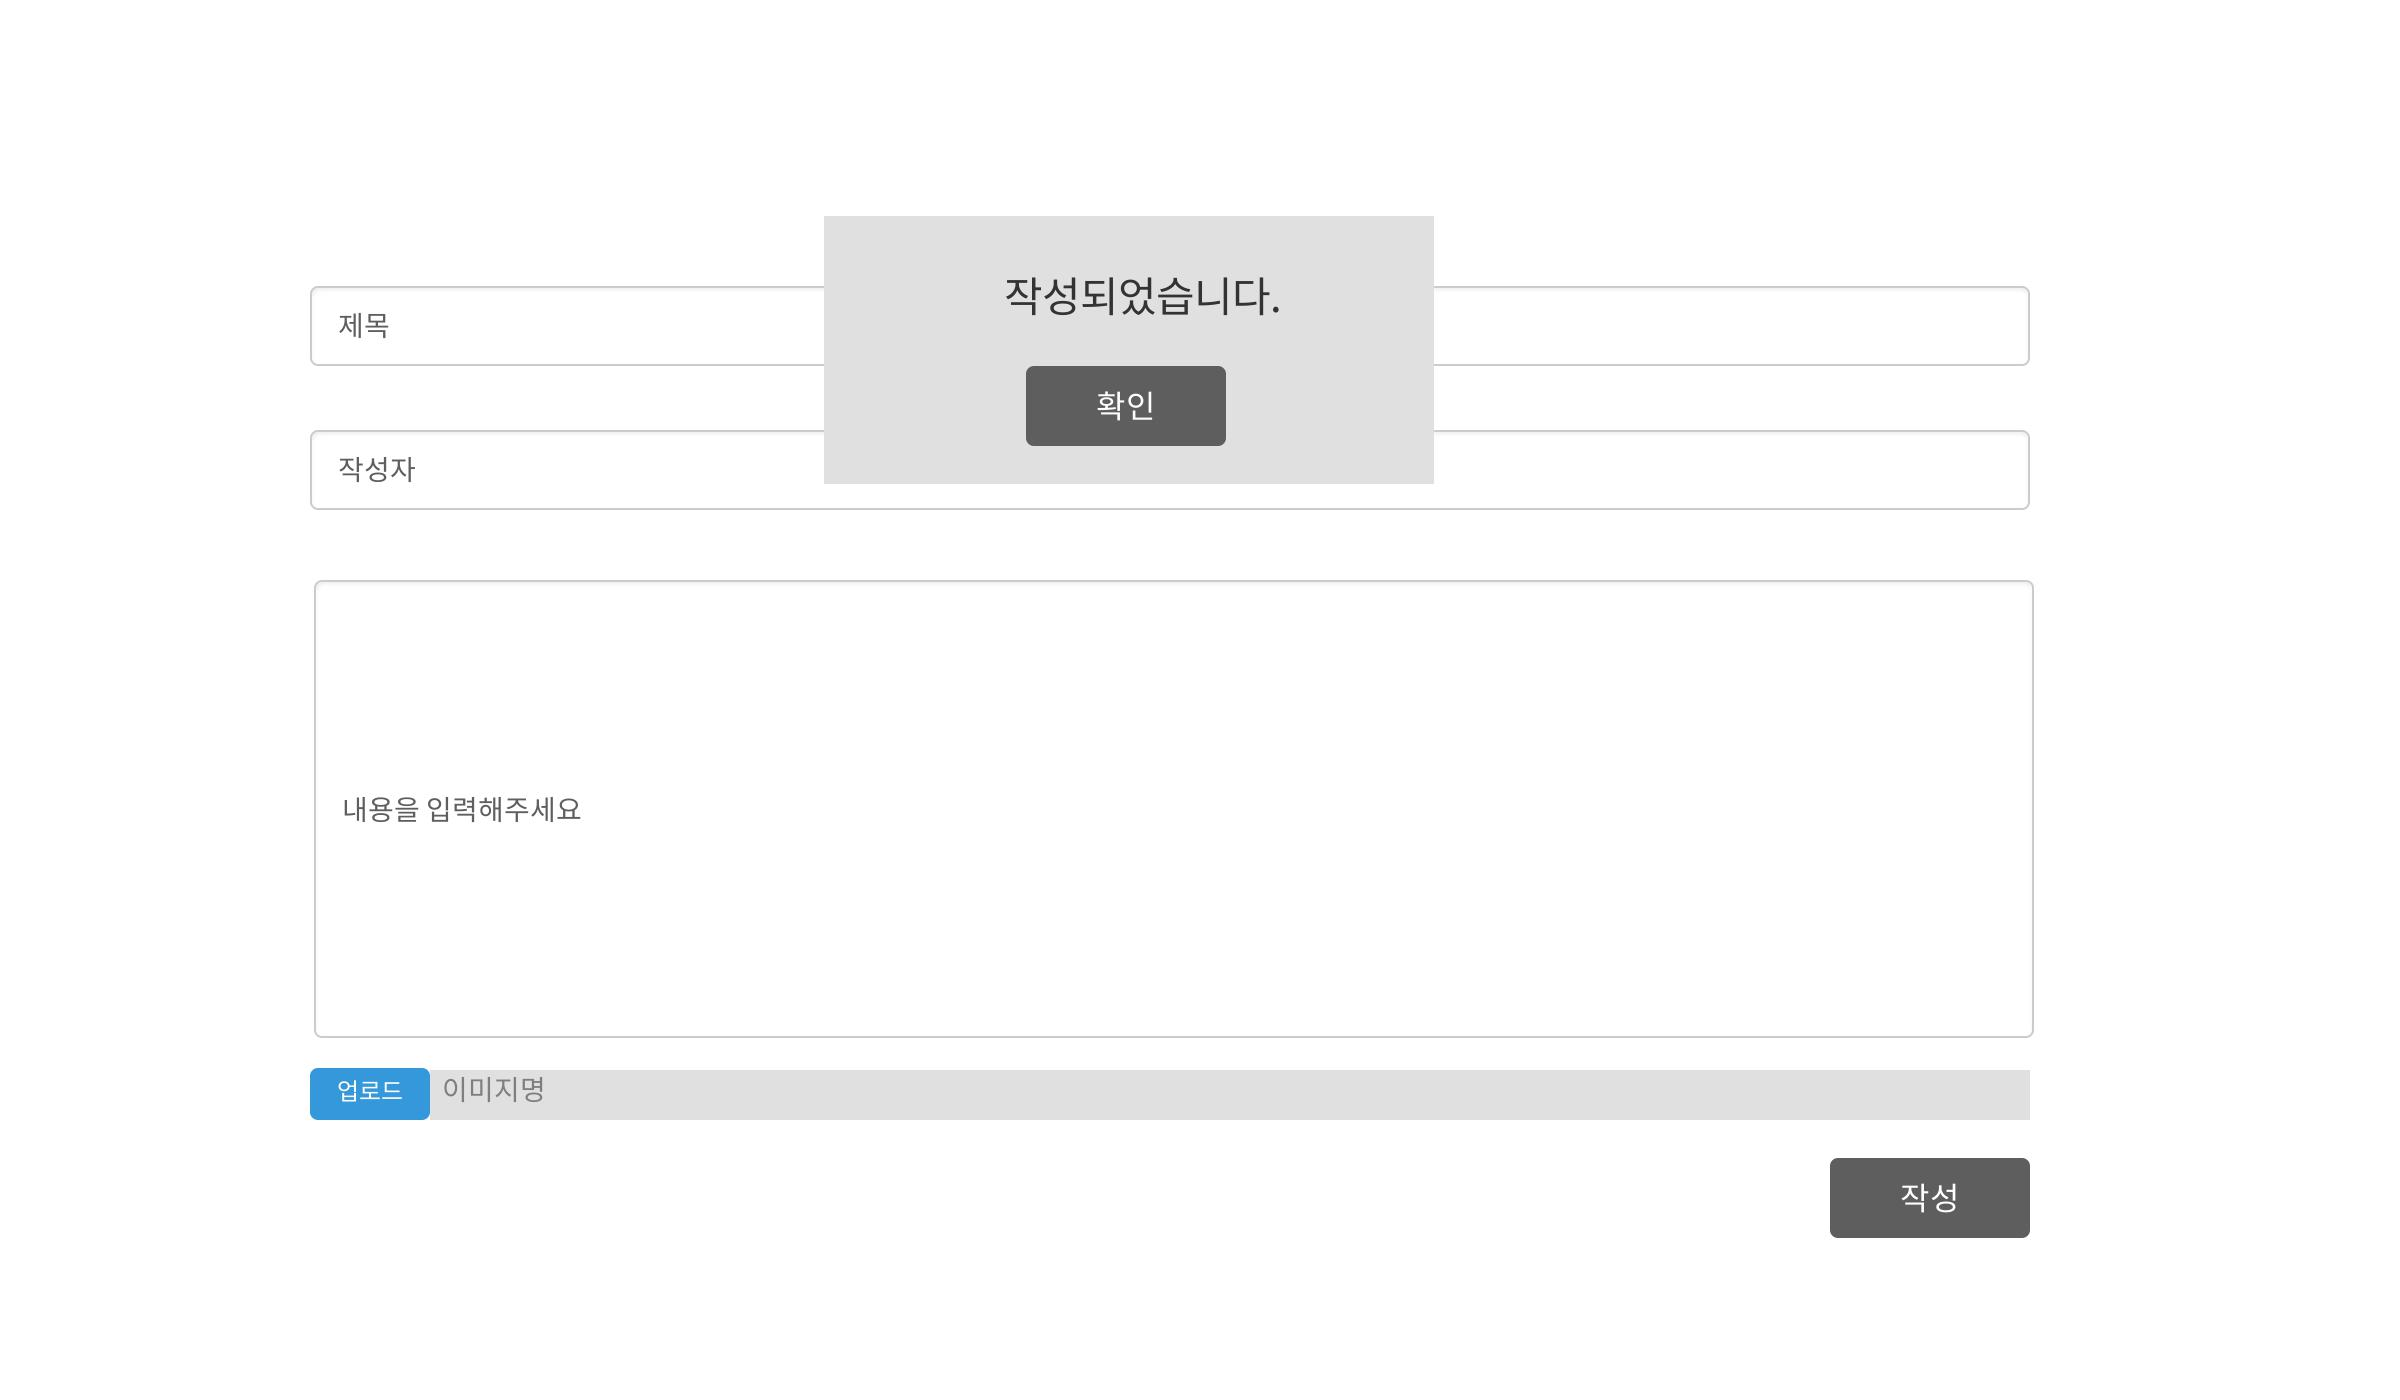 작성되었습니다.
확인
제목
작성자
내용을 입력해주세요
업로드
이미지명
작성